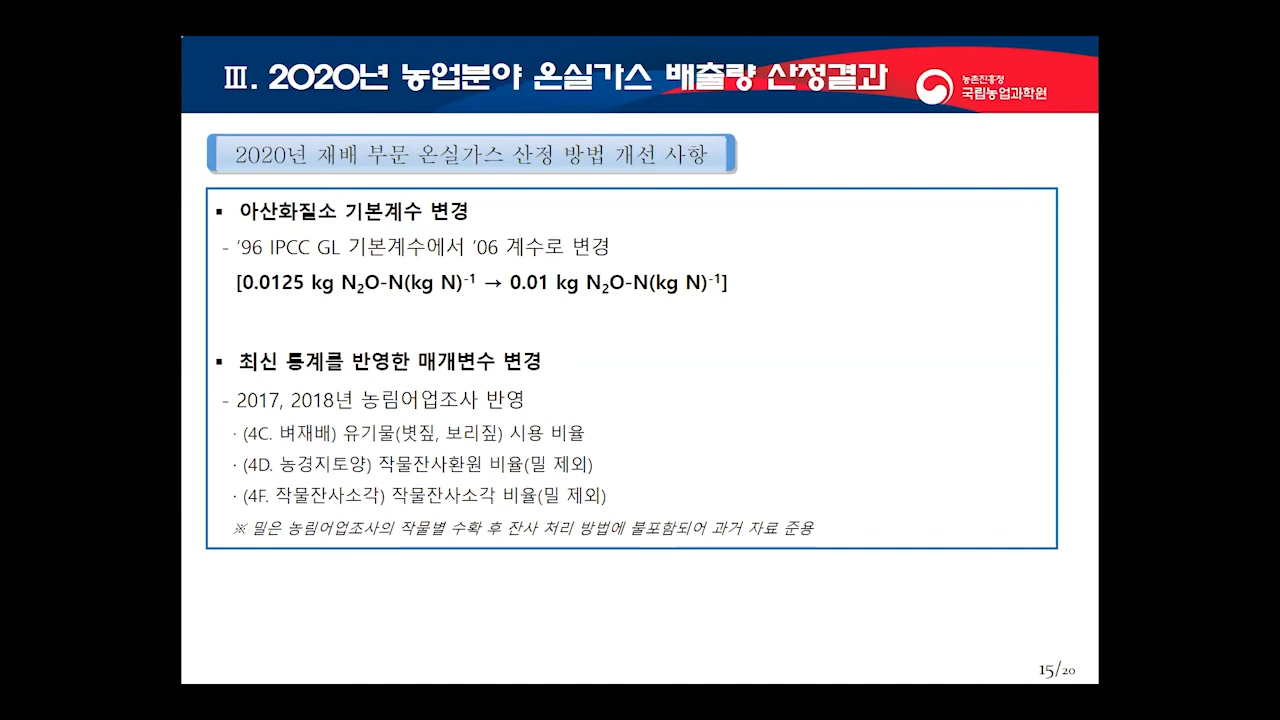 Ⅲ. 2020년 농업분야 온실가스 배출량 산정결과
농촌진흥청
국립농업과학원
2020년 재배 부문 온실가스 산정 방법 개선 사항
▪ 아산화질소 기본계수 변경
- ’96 IPCC GL 기본계수에서 ’06 계수로 변경
[0.0125 kg N₂O-N(kg N)⁻¹ → 0.01 kg N₂O-N(kg N)⁻¹]
▪ 최신 통계를 반영한 매개변수 변경
- 2017, 2018년 농림어업조사 반영
· (4C. 벼재배) 유기물(볏짚, 보리짚) 시용 비율
· (4D. 농경지토양) 작물잔사환원 비율(밀 제외)
· (4F. 작물잔사소각) 작물잔사소각 비율(밀 제외)
※ 밀은 농림어업조사의 작물별 수확 후 잔사 처리 방법에 불포함되어 과거 자료 준용
15/20